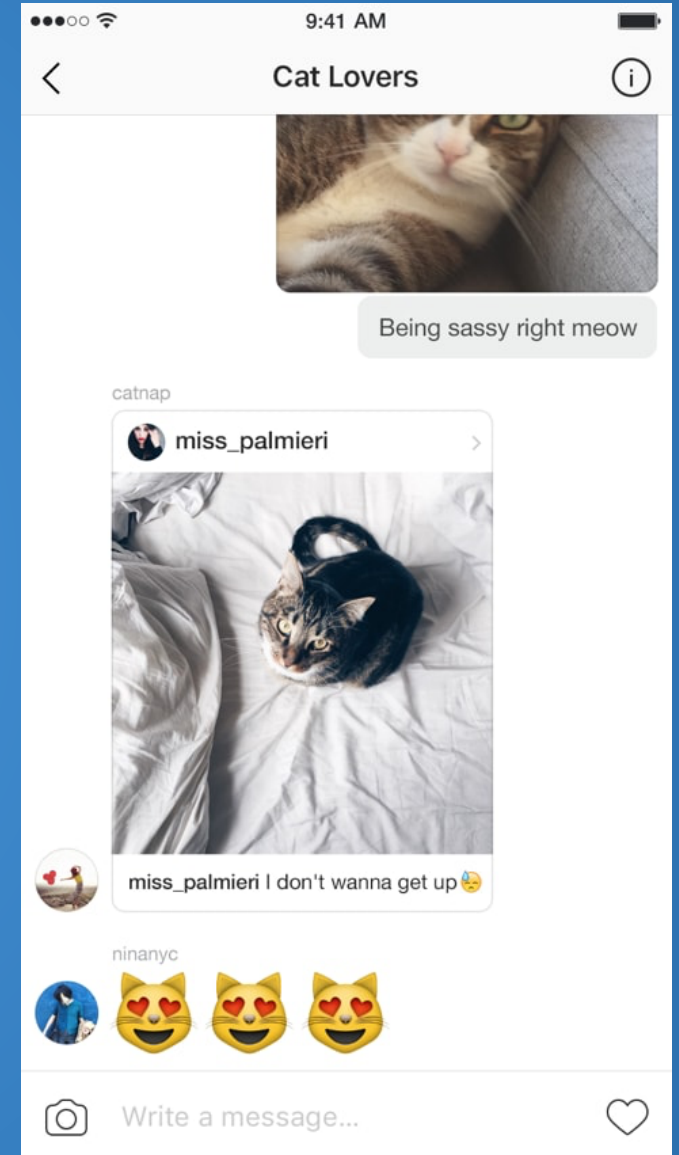 9:41 AM
Cat Lovers
Being sassy right meow
catnap
miss_palmieri
miss_palmieri I don't wanna get up😓
ninanyc
😻 😻 😻
Write a message...